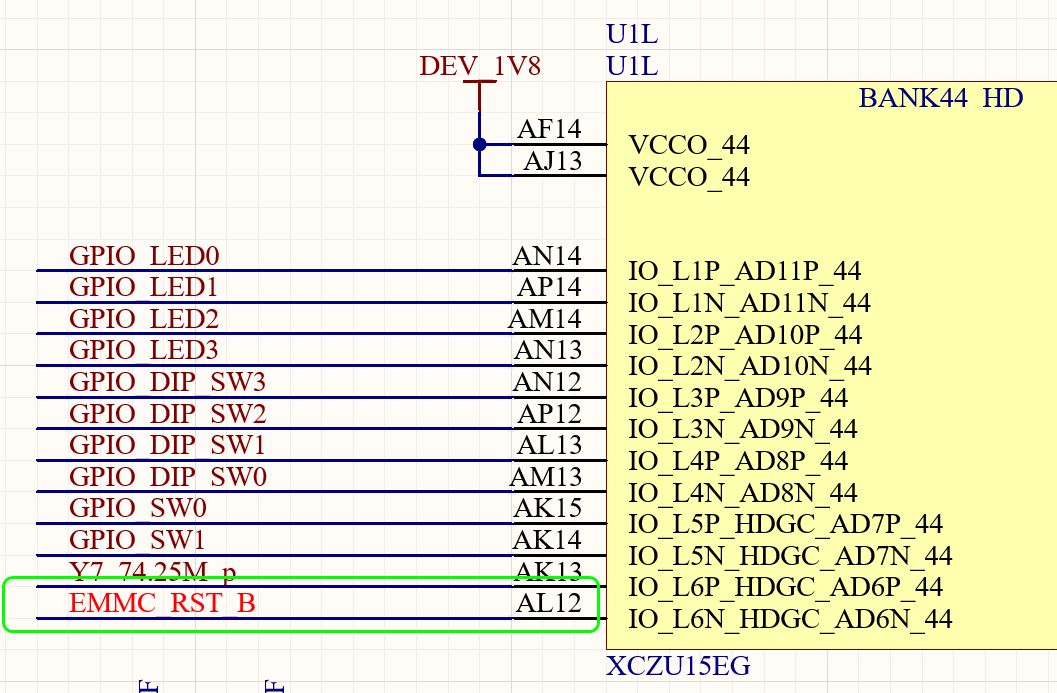 U1L
DEV_1V8 U1L
BANK44_HD
AF14 VCCO_44
AJ13 VCCO_44
GPIO_LED0 AN14 IO_L1P_AD11P_44
GPIO_LED1 AP14 IO_L1N_AD11N_44
GPIO_LED2 AM14 IO_L2P_AD10P_44
GPIO_LED3 AN13 IO_L2N_AD10N_44
GPIO_DIP_SW3 AN12 IO_L3P_AD9P_44
GPIO_DIP_SW2 AP12 IO_L3N_AD9N_44
GPIO_DIP_SW1 AL13 IO_L4P_AD8P_44
GPIO_DIP_SW0 AM13 IO_L4N_AD8N_44
GPIO_SW0 AK15 IO_L5P_HDGC_AD7P_44
GPIO_SW1 AK14 IO_L5N_HDGC_AD7N_44
Y7_74.25M_p AK13 IO_L6P_HDGC_AD6P_44
EMMC_RST_B AL12 IO_L6N_HDGC_AD6N_44
XCZU15EG
F F